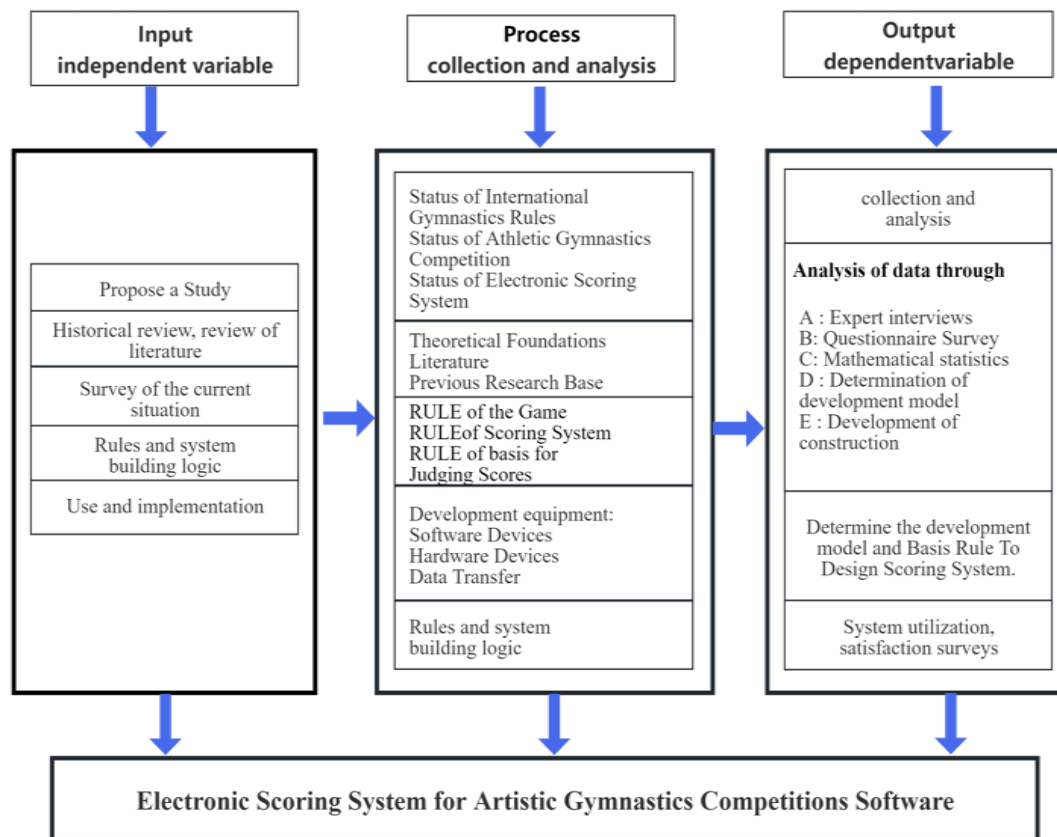 Input
independent variable
Process
collection and analysis
Output
dependentvariable
Propose a Study
Historical review, review of
literature
Survey of the current
situation
Rules and system
building logic
Use and implementation
Status of International
Gymnastics Rules
Status of Athletic Gymnastics
Competition
Status of Electronic Scoring
System
Theoretical Foundations
Literature
Previous Research Base
RULE of the Game
RULEof Scoring System
RULE of basis for
Judging Scores
Development equipment:
Software Devices
Hardware Devices
Data Transfer
Rules and system
building logic
collection and
analysis
Analysis of data through
A : Expert interviews
B: Questionnaire Survey
C: Mathematical statistics
D : Determination of
development model
E : Development of
construction
Determine the development
model and Basis Rule To
Design Scoring System.
System utilization,
satisfaction surveys
Electronic Scoring System for Artistic Gymnastics Competitions Software